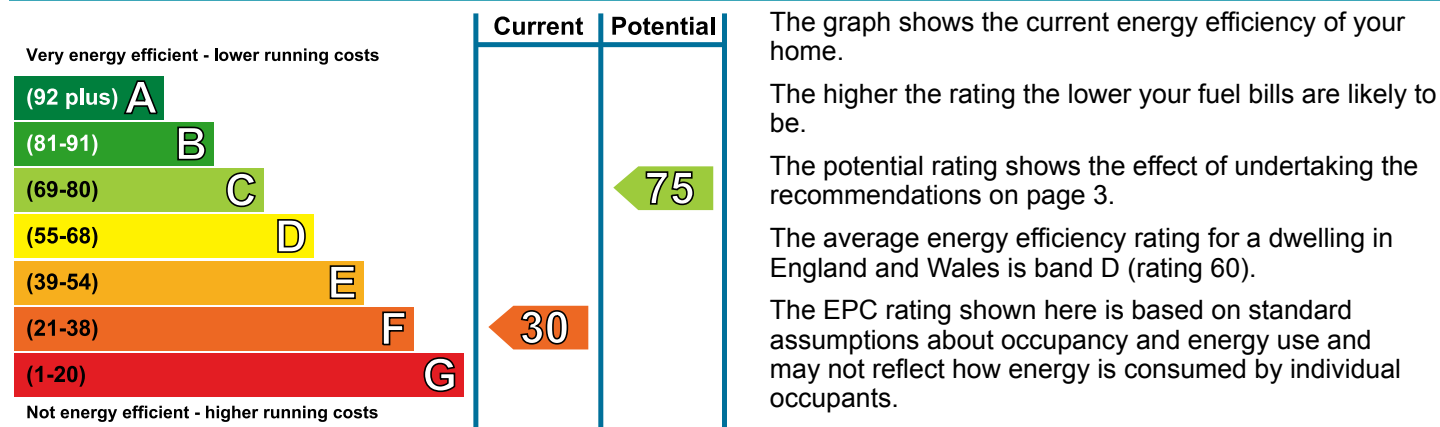 Current Potential
Very energy efficient - lower running costs
(92 plus) A
(81-91) B
(69-80) C
75
(55-68) D
(39-54) E
(21-38) F
30
(1-20) G
Not energy efficient - higher running costs
The graph shows the current energy efficiency of your
home.
The higher the rating the lower your fuel bills are likely to
be.
The potential rating shows the effect of undertaking the
recommendations on page 3.
The average energy efficiency rating for a dwelling in
England and Wales is band D (rating 60).
The EPC rating shown here is based on standard
assumptions about occupancy and energy use and
may not reflect how energy is consumed by individual
occupants.